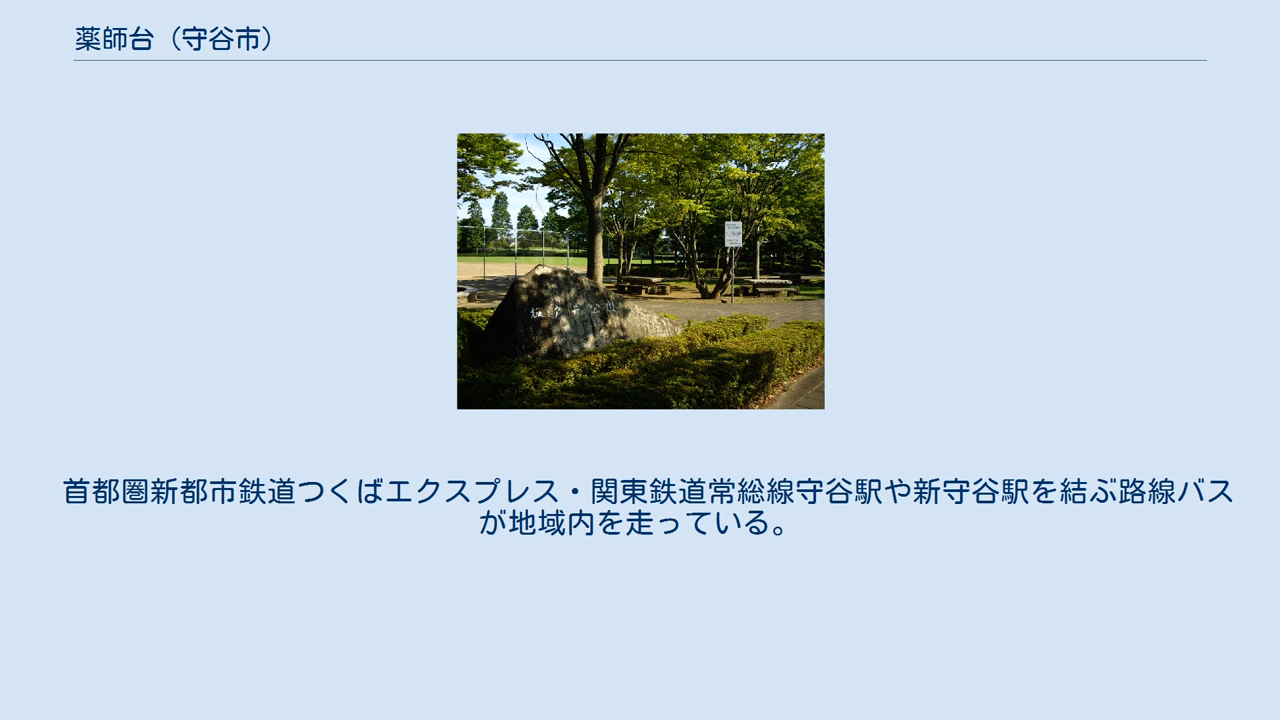 薬師台（守谷市）
首都圏新都市鉄道つくばエクスプレス・関東鉄道常総線守谷駅や新守谷駅を結ぶ路線バス
が地域内を走っている。